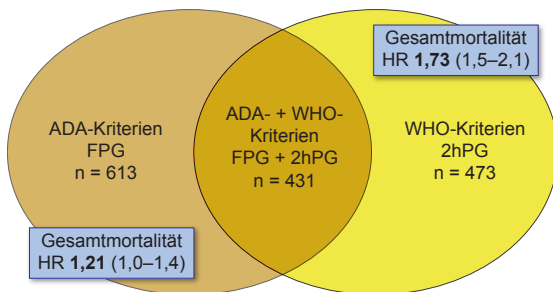 Gesamtmortalität
HR 1,73 (1,5–2,1)
ADA-Kriterien
FPG
n = 613
ADA- + WHO-
Kriterien
FPG + 2hPG
n = 431
WHO-Kriterien
2hPG
n = 473
Gesamtmortalität
HR 1,21 (1,0–1,4)